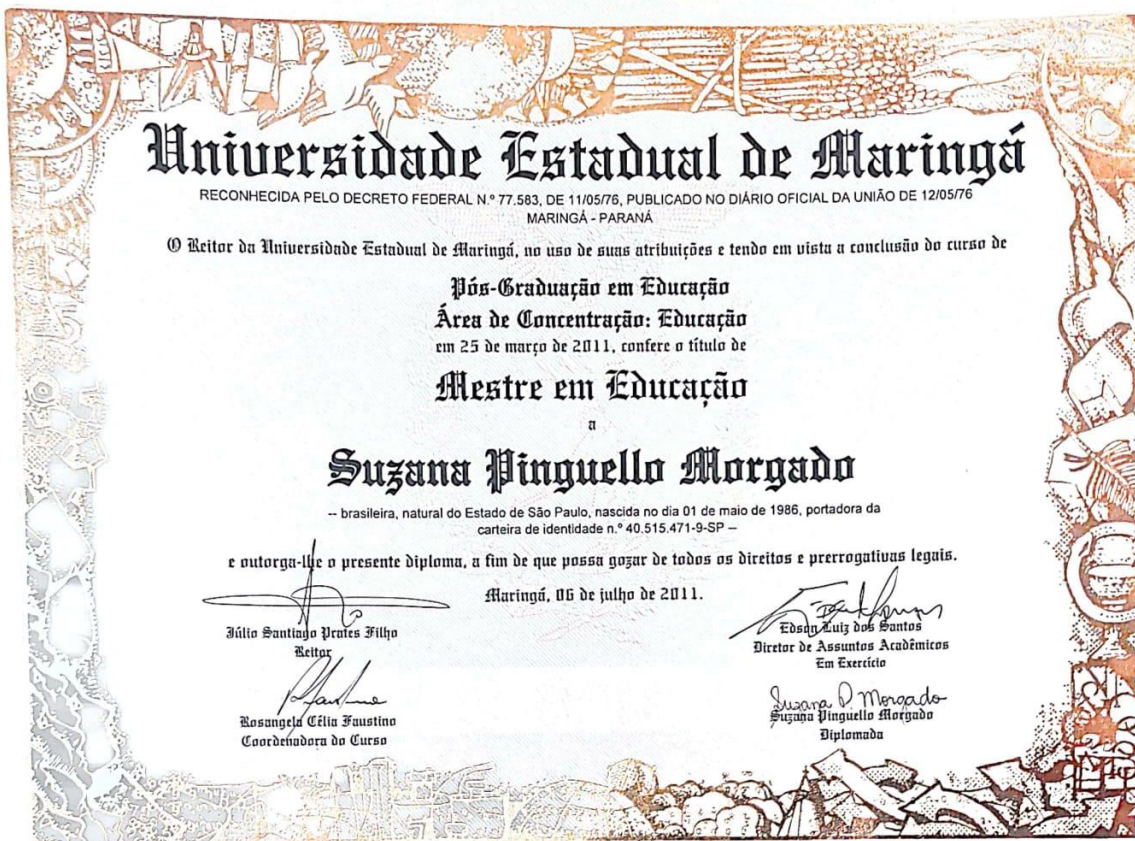 Universidade Estadual de Maringá
RECONHECIDA PELO DECRETO FEDERAL N.º 77.583, DE 11/05/76, PUBLICADO NO DIÁRIO OFICIAL DA UNIÃO DE 12/05/76
MARINGÁ - PARANÁ
O Reitor da Universidade Estadual de Maringá, no uso de suas atribuições e tendo em vista a conclusão do curso de
Pós-Graduação em Educação
Área de Concentração: Educação
em 25 de março de 2011, confere o título de
Mestre em Educação
a
Suzana Pinguello Morgado
-- brasileira, natural do Estado de São Paulo, nascida no dia 01 de maio de 1986, portadora da
carteira de identidade n.º 40.515.471-9-SP --
e outorga-lhe o presente diploma, a fim de que possa gozar de todos os direitos e prerrogativas legais.
Maringá, 06 de julho de 2011.
Júlio Santiago Prates Filho
Reitor
Edson Luiz dos Santos
Diretor de Assuntos Acadêmicos
Em Exercício
Rosangela Célia Faustino
Coordenadora do Curso
Suzana P Morgado
Suzana Pinguello Morgado
Diplomada